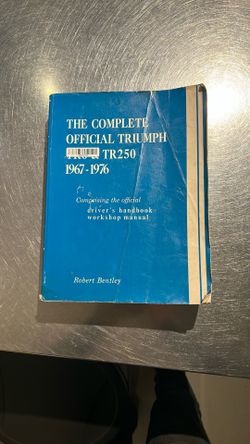 THE COMPLETE
OFFICIAL TRIUMPH
TR250
1967-1976
Comprising the official
driver's handbook
workshop manual
Robert Bentley